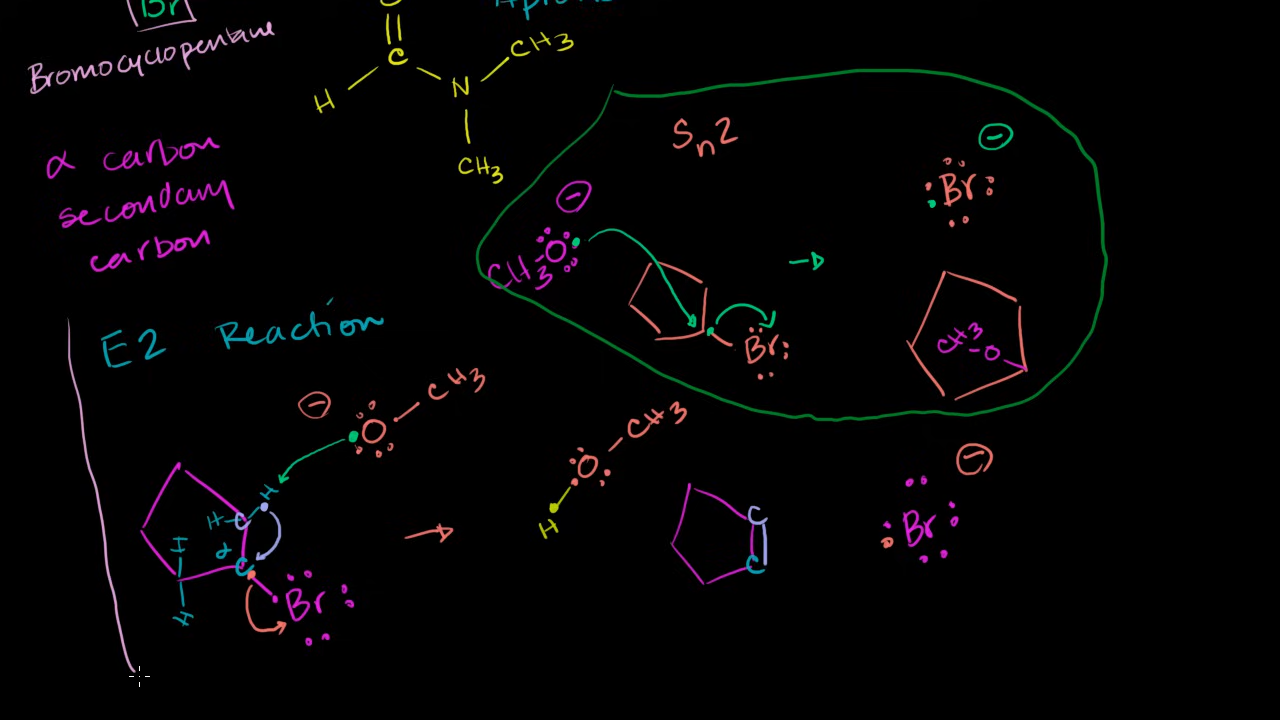 Br
Bromocyclopentane
C
H
N
CH3
CH3
α carbon
secondary
carbon
Sn2
CH3
O
Br
Br
CH3-O
E2 Reaction
O
CH3
H
H
C
α
C
H
H
Br
O
CH3
H
C
C
Br